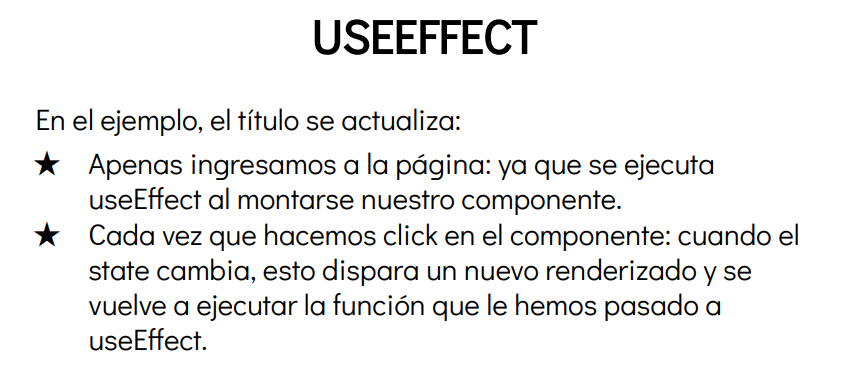 USEEFFECT
En el ejemplo, el título se actualiza:
★ Apenas ingresamos a la página: ya que se ejecuta
useEffect al montarse nuestro componente.
★ Cada vez que hacemos click en el componente: cuando el
state cambia, esto dispara un nuevo renderizado y se
vuelve a ejecutar la función que le hemos pasado a
useEffect.